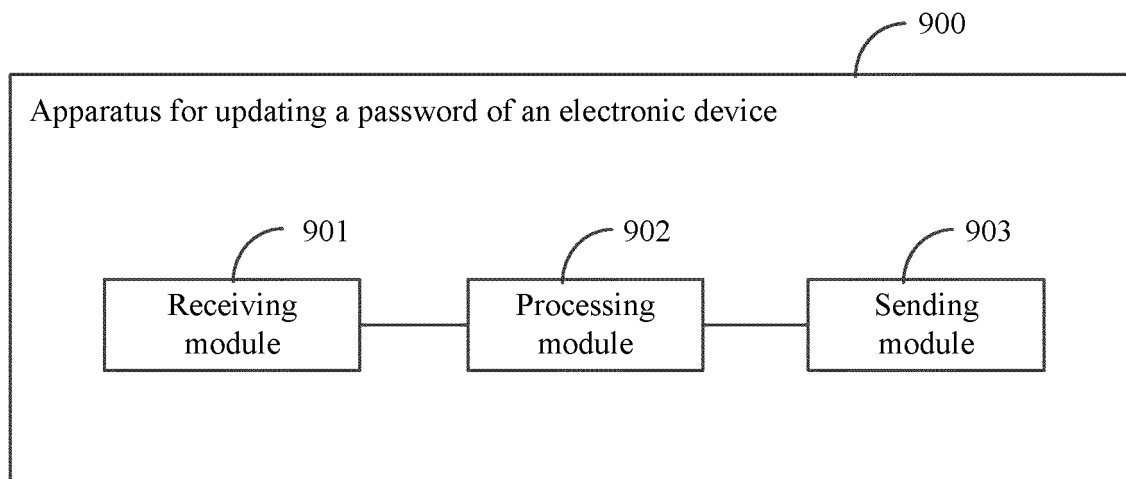 900
Apparatus for updating a password of an electronic device
901
902
903
Receiving
module
Processing
module
Sending
module